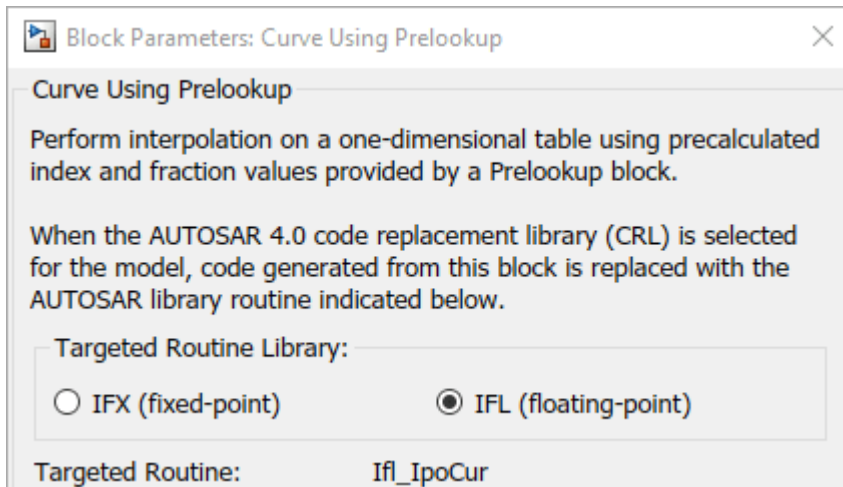 Block Parameters: Curve Using Prelookup
Curve Using Prelookup
Perform interpolation on a one-dimensional table using precalculated
index and fraction values provided by a Prelookup block.
When the AUTOSAR 4.0 code replacement library (CRL) is selected
for the model, code generated from this block is replaced with the
AUTOSAR library routine indicated below.
Targeted Routine Library:
IFX (fixed-point) IFL (floating-point)
Targeted Routine: Ifl_IpoCur